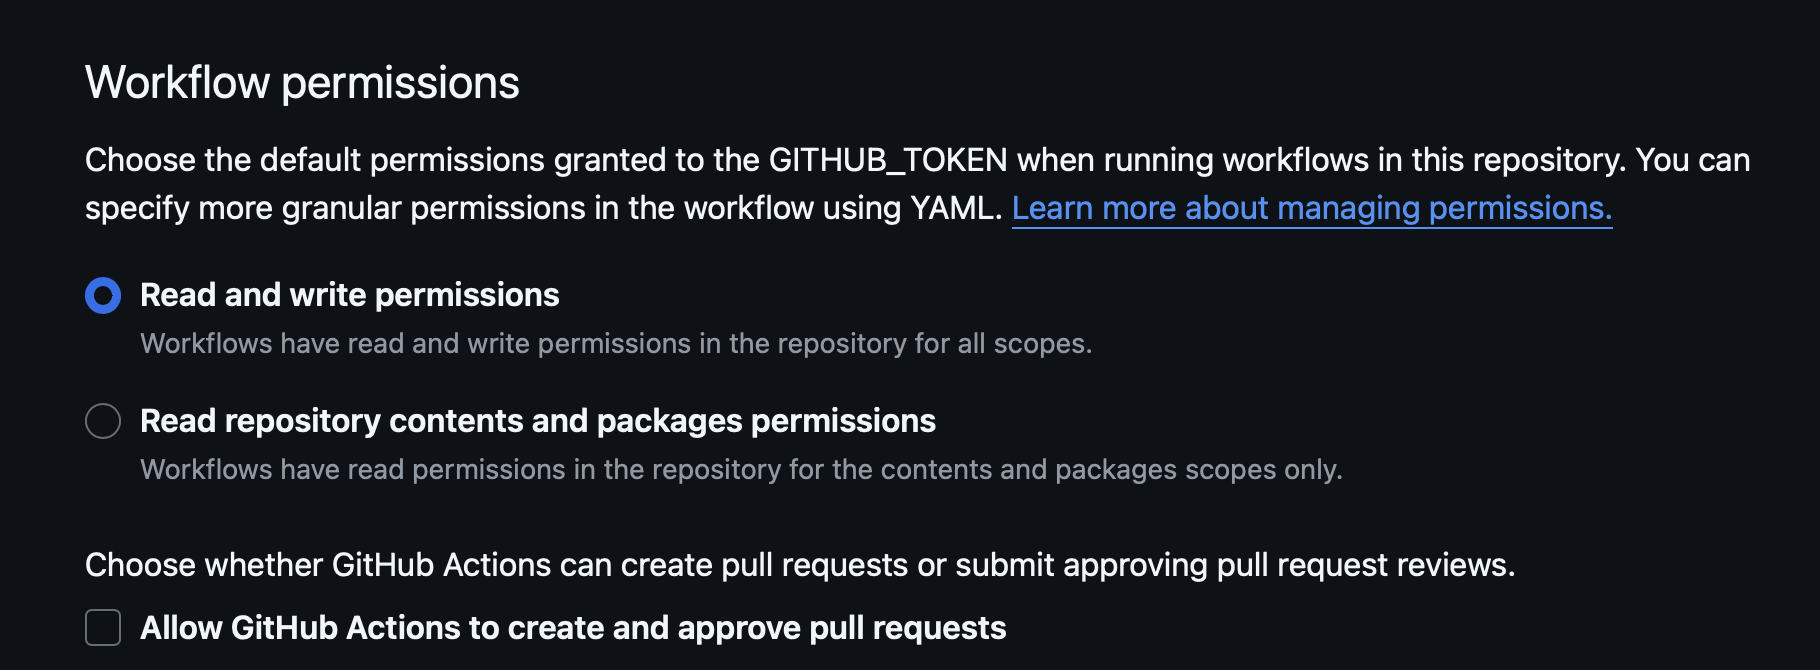 Workflow permissions
Choose the default permissions granted to the GITHUB_TOKEN when running workflows in this repository. You can
specify more granular permissions in the workflow using YAML. Learn more about managing permissions.
Read and write permissions
Workflows have read and write permissions in the repository for all scopes.
Read repository contents and packages permissions
Workflows have read permissions in the repository for the contents and packages scopes only.
Choose whether GitHub Actions can create pull requests or submit approving pull request reviews.
Allow GitHub Actions to create and approve pull requests